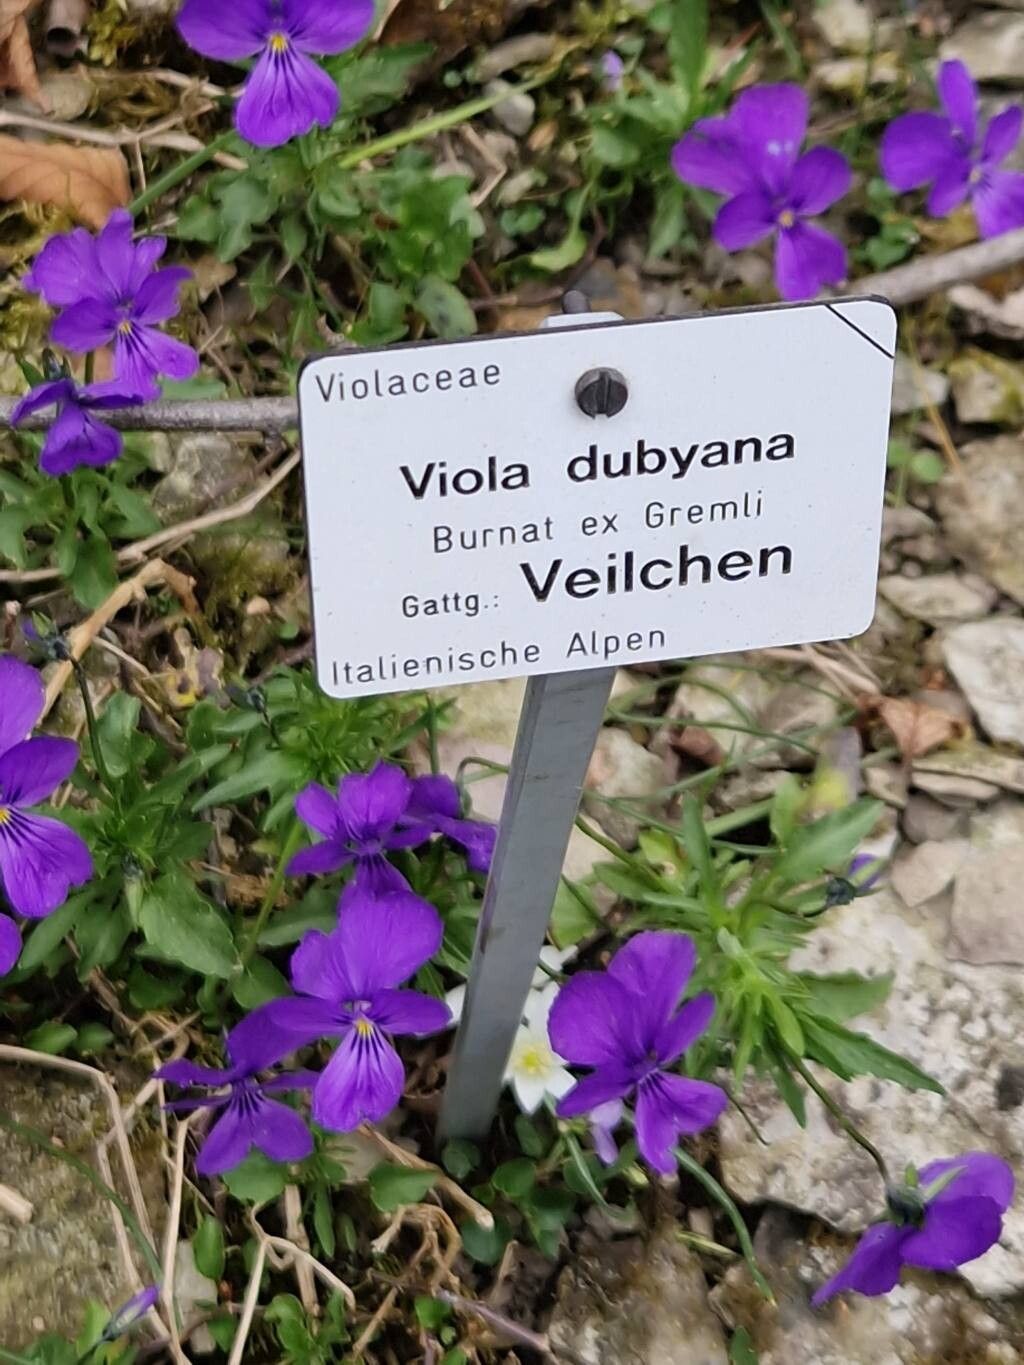 Violaceae
Viola dubyana
Burnat ex Gremli
Gattg.: Veilchen
Italienische Alpen